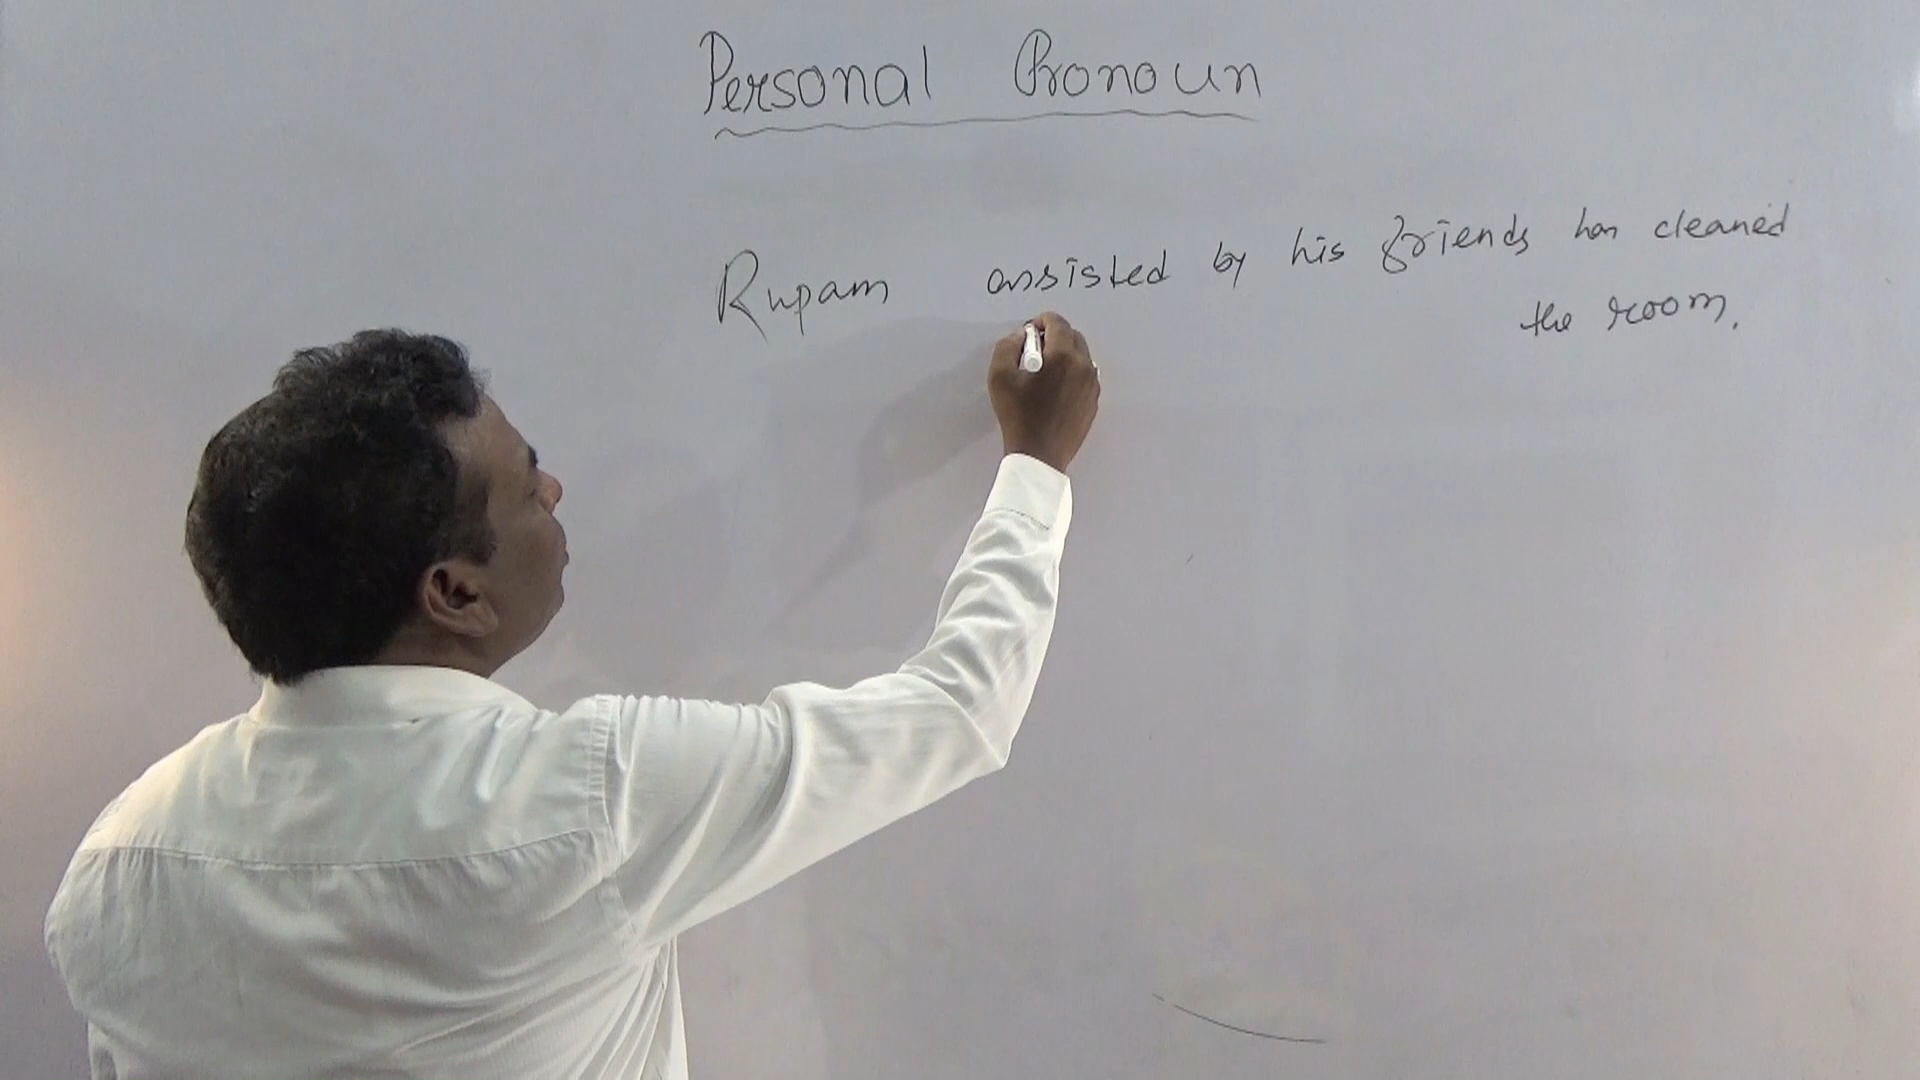 Personal Pronoun
Rupam assisted by his friends has cleaned
the room.